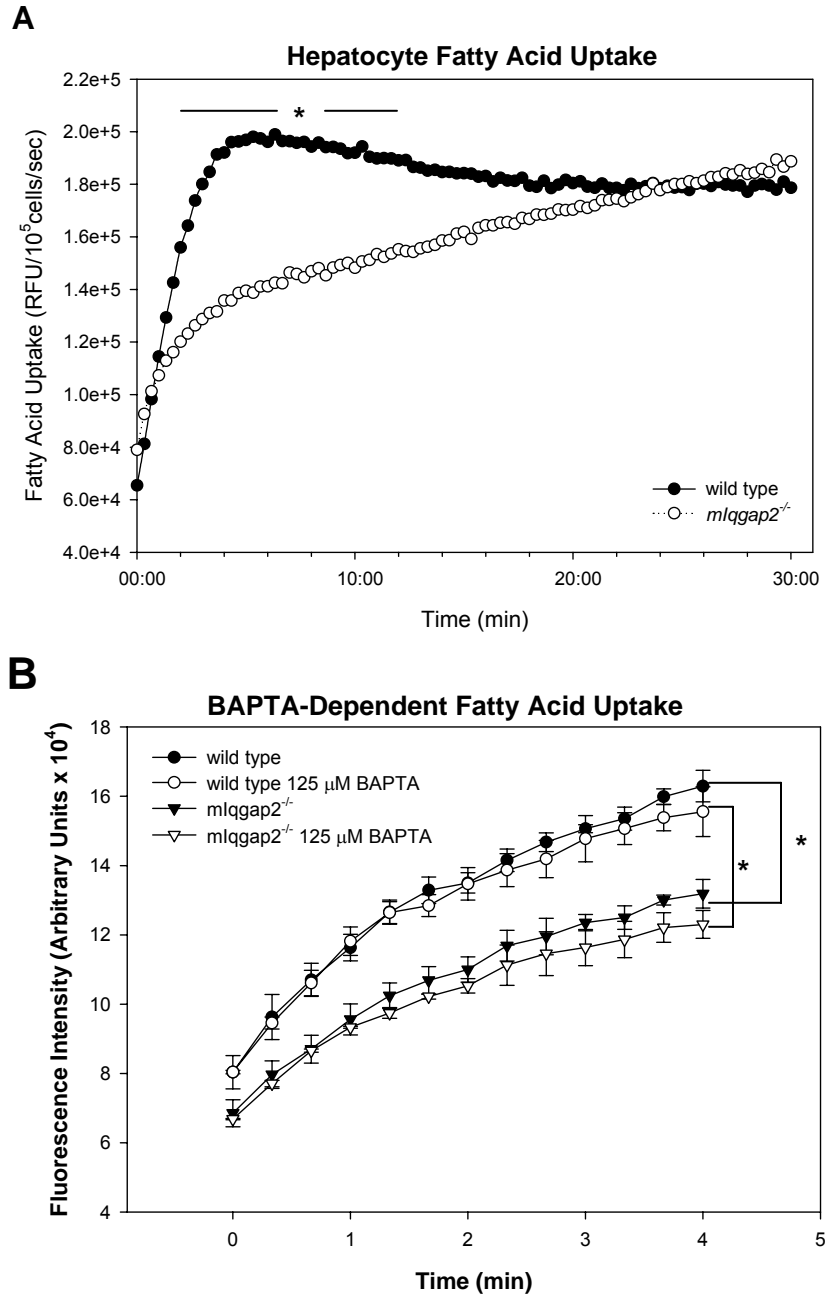 A
Hepatocyte Fatty Acid Uptake
Fatty Acid Uptake (RFU/10⁵cells/sec)
2.2e+5
2.0e+5
1.8e+5
1.6e+5
1.4e+5
1.2e+5
1.0e+5
8.0e+4
6.0e+4
4.0e+4
*
wild type
mIqgap2⁻/⁻
00:00 10:00 20:00 30:00
Time (min)
B
BAPTA-Dependent Fatty Acid Uptake
Fluorescence Intensity (Arbitrary Units x 10⁴)
18
16
14
12
10
8
6
4
wild type
wild type 125 μM BAPTA
mIqgap2⁻/⁻
mIqgap2⁻/⁻ 125 μM BAPTA
*
*
0 1 2 3 4 5
Time (min)